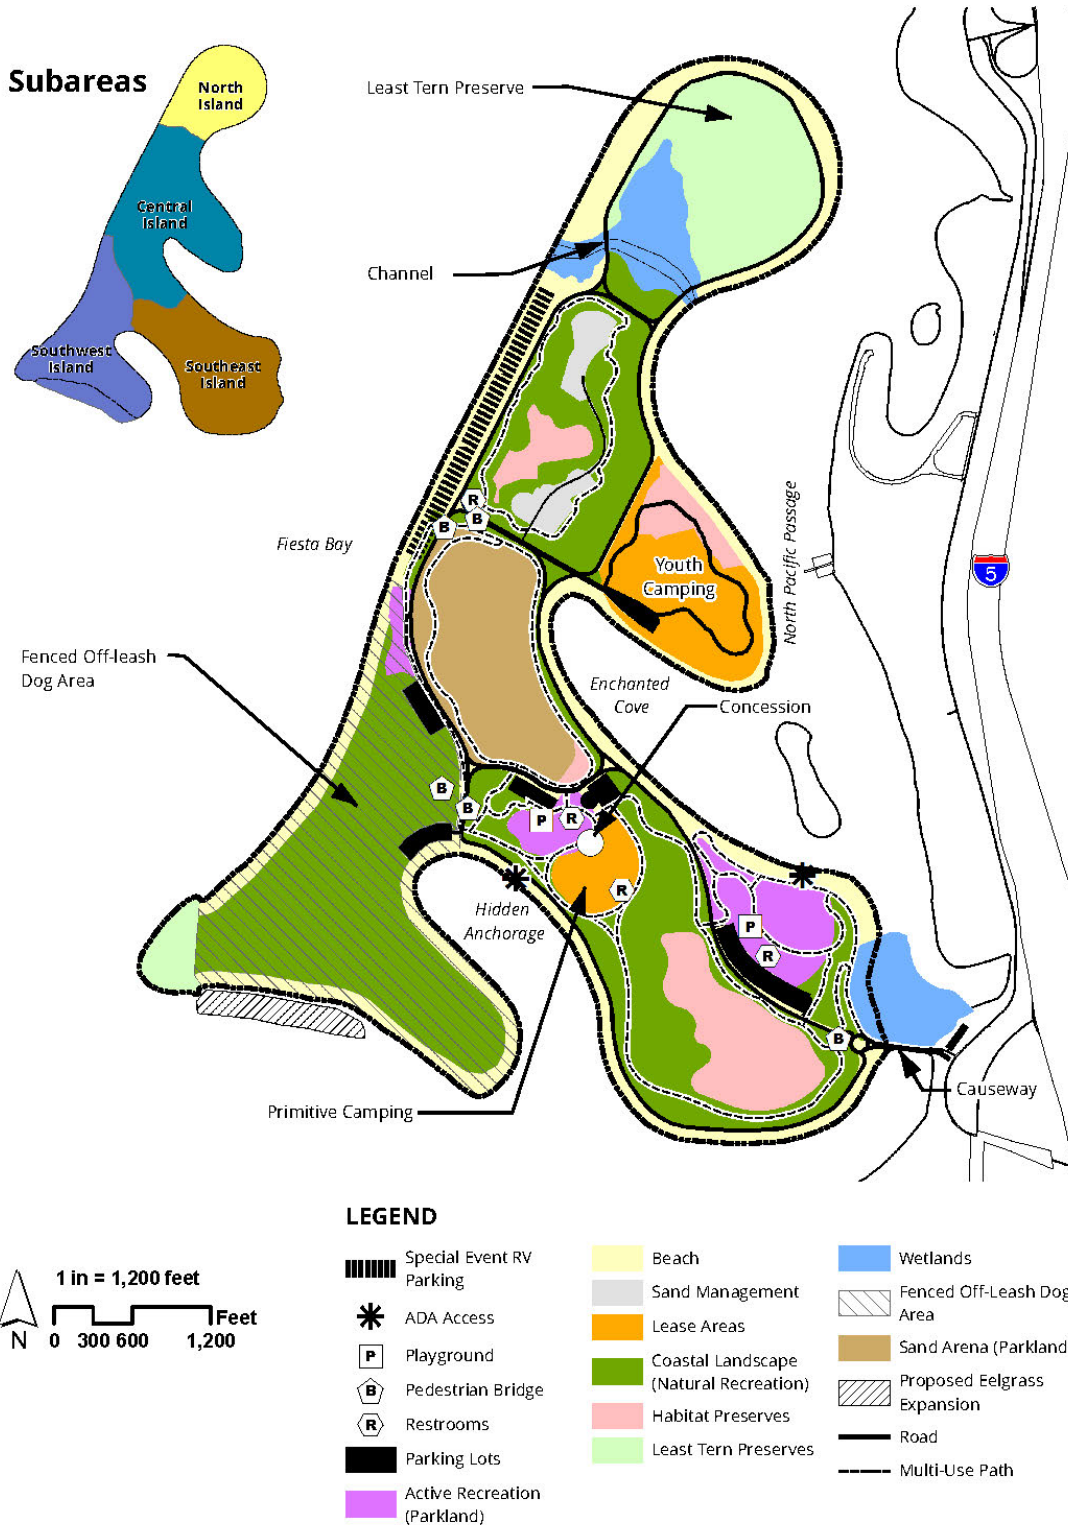 Subareas
North
Island
Central
Island
Southwest
Island
Southeast
Island
Least Tern Preserve
Channel
Fiesta Bay
North Pacific Passage
5
Youth
Camping
R
B
B
Fenced Off-leash
Dog Area
Enchanted
Cove
Concession
B
B
P
R
R
Hidden
Anchorage
P
R
B
Primitive Camping
Causeway
LEGEND
Special Event RV
Parking
ADA Access
P
Playground
B
Pedestrian Bridge
R
Restrooms
Parking Lots
Active Recreation
(Parkland)
Beach
Sand Management
Lease Areas
Coastal Landscape
(Natural Recreation)
Habitat Preserves
Least Tern Preserves
Wetlands
Fenced Off-Leash Dog
Area
Sand Arena (Parkland
Proposed Eelgrass
Expansion
Road
Multi-Use Path
N
1 in = 1,200 feet
Feet
0 300 600 1,200